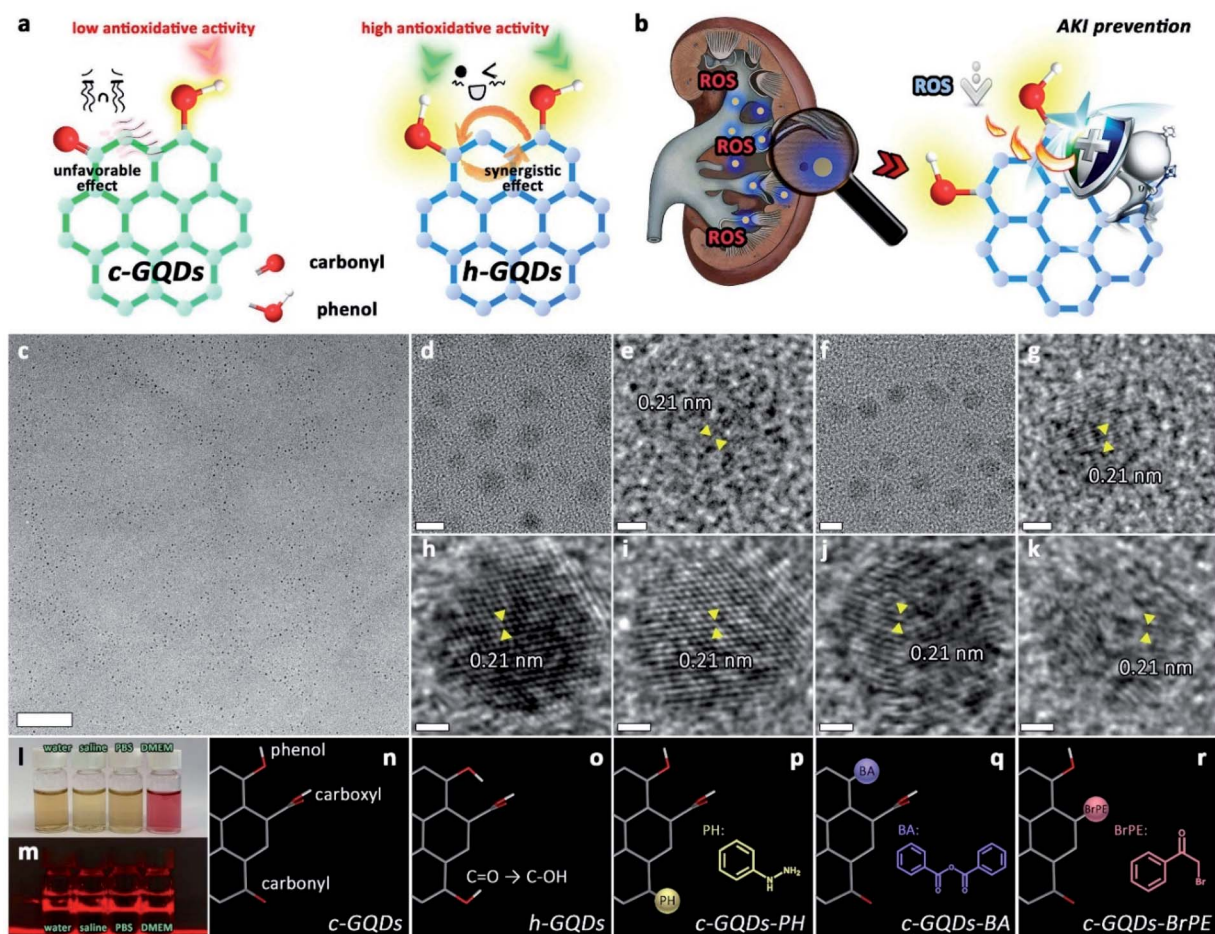 a
low antioxidative activity
high antioxidative activity
unfavorable
effect
synergistic
effect
c-GQDs
h-GQDs
carbonyl
phenol
b
ROS
ROS
ROS
AKI prevention
ROS
c
d
e
0.21 nm
f
g
0.21 nm
h
0.21 nm
i
0.21 nm
j
0.21 nm
k
0.21 nm
l
water saline PBS DMEM
m
water saline PBS DMEM
n
phenol
carboxyl
carbonyl
c-GQDs
o
C=O → C-OH
h-GQDs
p
PH:
N
H
NH2
PH
c-GQDs-PH
q
BA
BA:
O
O
O
c-GQDs-BA
r
BrPE
BrPE:
O
Br
c-GQDs-BrPE